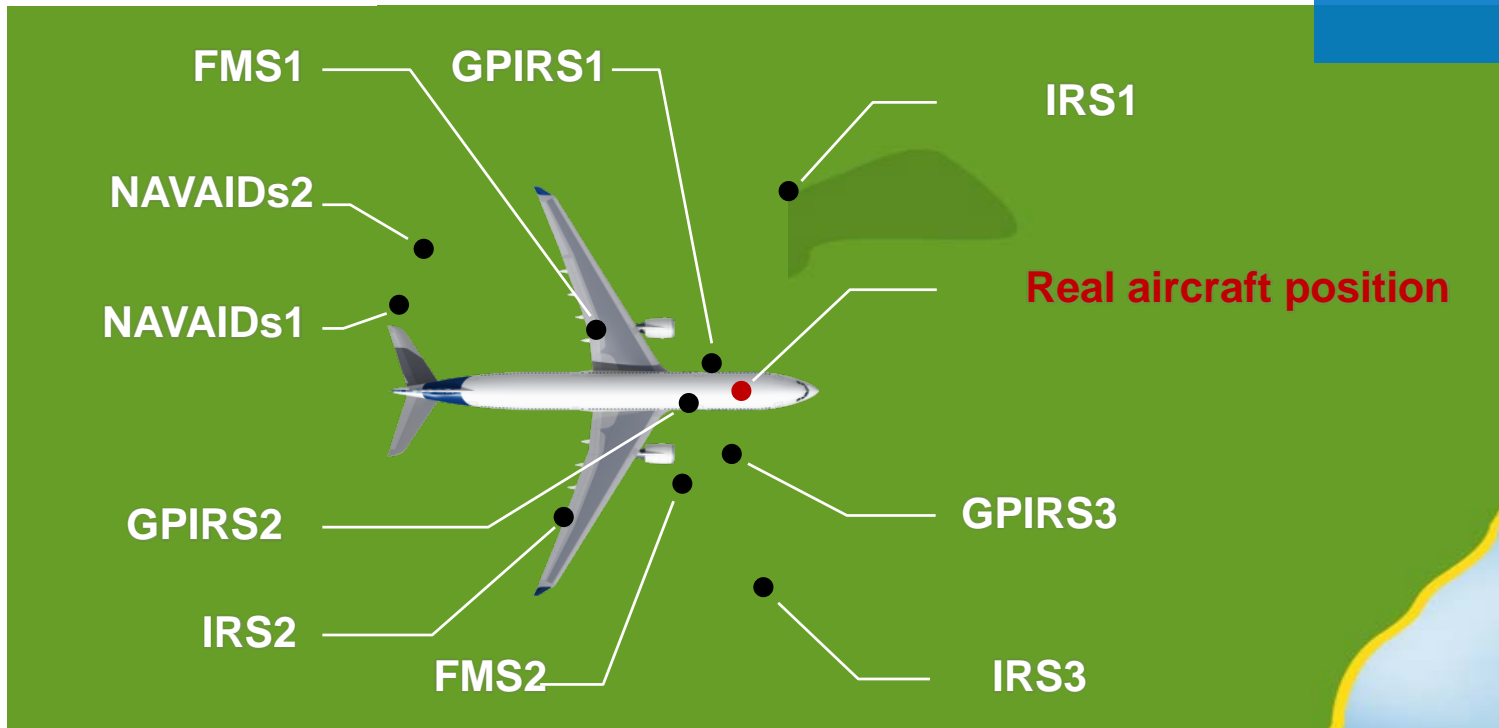 FMS1
GPIRS1
IRS1
NAVAIDs2
Real aircraft position
NAVAIDs1
GPIRS2
GPIRS3
IRS2
FMS2
IRS3